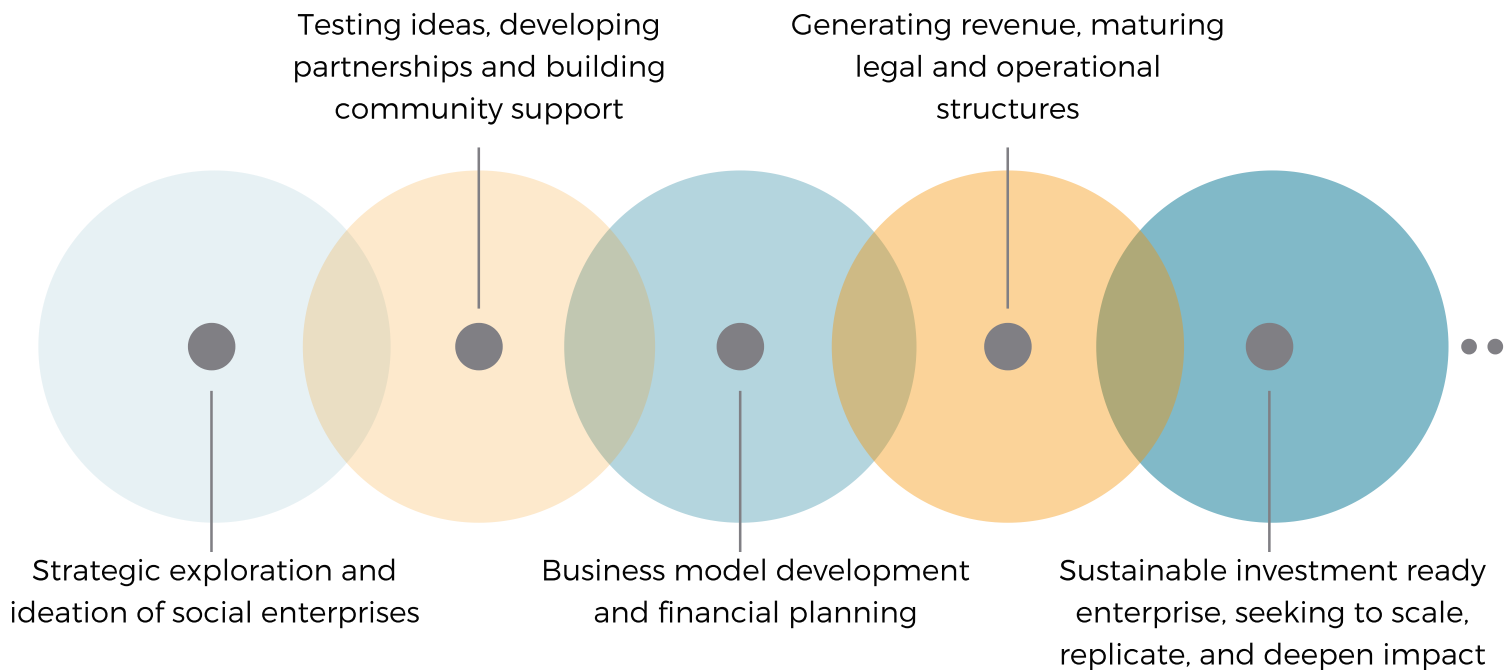 Testing ideas, developing
partnerships and building
community support
Generating revenue, maturing
legal and operational
structures
Strategic exploration and
ideation of social enterprises
Business model development
and financial planning
Sustainable investment ready
enterprise, seeking to scale,
replicate, and deepen impact